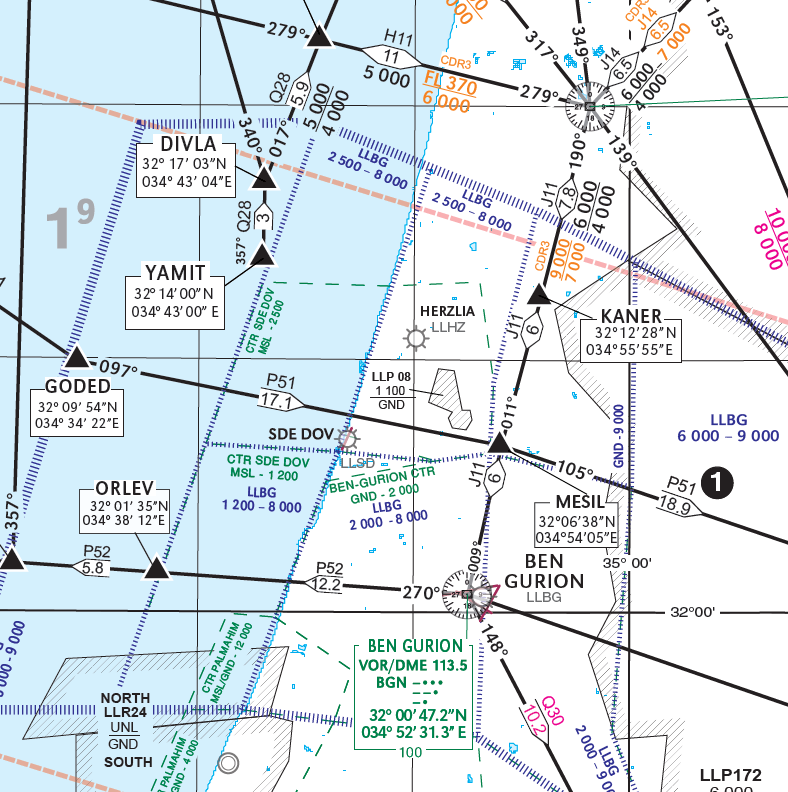 279°
H11
11
5 000
CDR3
FL 370
6 000
279°
317°
349°
CDR3
J14
6.5
7 000
J14
6.5
6 000
4 000
153°
Q28
5.9
5 000
4 000
340°
017°
DIVLA
32° 17' 03"N
034° 43' 04"E
LLBG
2 500 – 8 000
LLBG
2 500 – 8 000
190°
J11
7.8
6 000
4 000
139°
1⁹
Q28
3
357°
YAMIT
32° 14' 00"N
034° 43' 00" E
CDR3
9 000
7 000
8 000
CTR SDE DOV
MSL - 2 500
HERZLIA
LLHZ
J11
6
KANER
32° 12'28"N
034°55'55"E
097°
GODED
32° 09' 54"N
034° 34' 22"E
P51
17.1
LLP 08
1 100
GND
011°
GND - 9 000
LLBG
6 000 – 9 000
SDE DOV
LLSD
CTR SDE DOV
MSL - 1 200
LLBG
1 200 – 8 000
BEN-GURION CTR
GND - 2 000
LLBG
2 000 - 8 000
J11
6
105°
P51
18.9
1
MESIL
32°06'38"N
034°54'05"E
ORLEV
32° 01' 35"N
034° 38' 12"E
357°
P52
5.8
P52
12.2
270°
009°
BEN
GURION
LLBG
35° 00'
32°00'
148°
CTR PALMAHIM
MSL/GND - 12 000
BEN GURION
VOR/DME 113.5
BGN –•••
––•
–•
32° 00' 47.2"N
034° 52' 31.3" E
100
Q30
10.2
NORTH
LLR24
UNL
GND
SOUTH
PALMAHIM
GND - 4 000
LLBG
LLP172